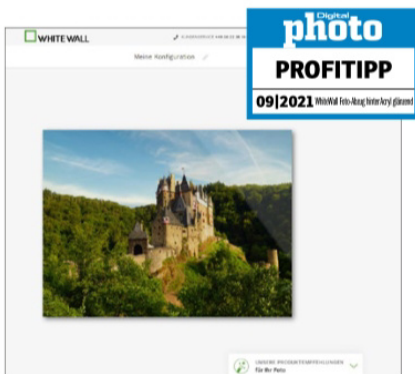 WHITE WALL
Meine Konfiguration
Digital
photo
PROFITIPP
09|2021 WhiteWall Foto-Abzug hinter Acryl glänzend
UNSERE PRODUKTEMPFEHLUNGEN
für Ihr Foto